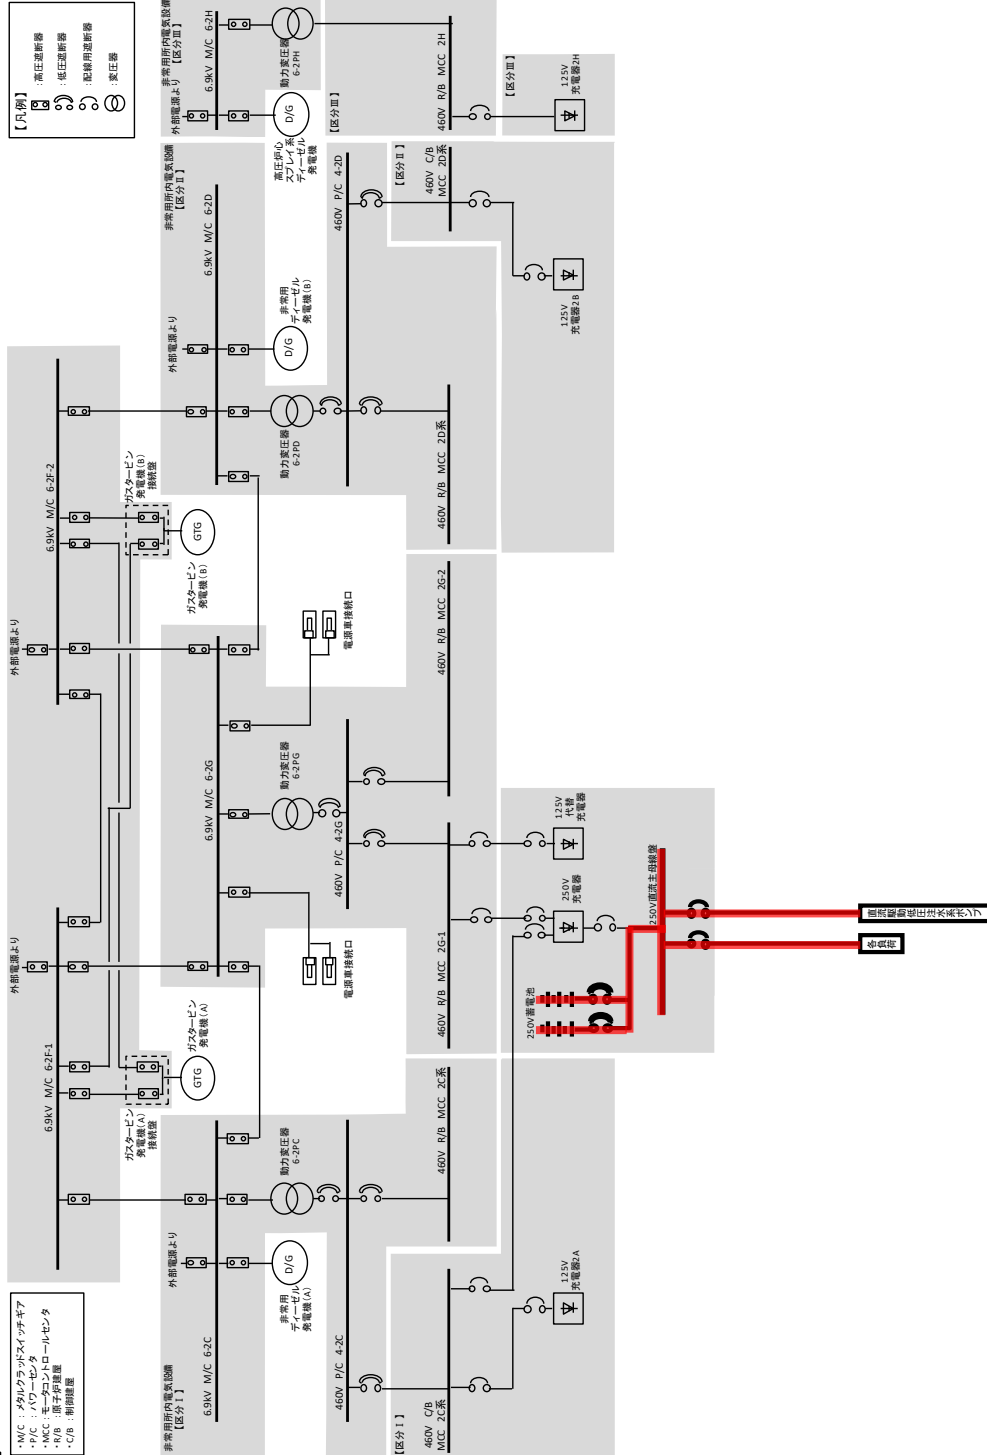 ・M/C ：メタルクラッドスイッチギア
・P/C ：パワーセンタ
・MCC：モータコントロールセンタ
・R/B ：原子炉建屋
・C/B ：制御建屋
【凡例】
：高圧遮断器
：低圧遮断器
：配線用遮断器
：変圧器
外部電源より
外部電源より
6.9kV M/C 6-2F-1
6.9kV M/C 6-2F-2
ガスタービン
発電機(A)
接続盤
GTG
ガスタービン
発電機(A)
ガスタービン
発電機(B)
接続盤
GTG
ガスタービン
発電機(B)
非常用所内電気設備
【区分Ⅰ】
外部電源より
6.9kV M/C 6-2C
D/G
非常用
ディーゼル
発電機(A)
動力変圧器
6-2PC
460V P/C 4-2C
【区分Ⅰ】
460V C/B
MCC 2C系
460V R/B MCC 2C系
125V
充電器2A
6.9kV M/C 6-2G
電源車接続口
動力変圧器
6-2PG
電源車接続口
460V P/C 4-2G
460V R/B MCC 2G-1
460V R/B MCC 2G-2
250V蓄電池
250V
充電器
125V
代替
充電器
250V直流主母線盤
各負荷
直流駆動低圧注水系ポンプ
非常用所内電気設備
【区分Ⅱ】
外部電源より
6.9kV M/C 6-2D
D/G
非常用
ディーゼル
発電機(B)
動力変圧器
6-2PD
460V P/C 4-2D
460V R/B MCC 2D系
【区分Ⅱ】
460V C/B
MCC 2D系
125V
充電器2B
非常用所内電気設備
【区分Ⅲ】
外部電源より
6.9kV M/C 6-2H
D/G
高圧炉心
スプレイ系
ディーゼル
発電機
動力変圧器
6-2PH
【区分Ⅲ】
460V R/B MCC 2H
【区分Ⅲ】
125V
充電器2H